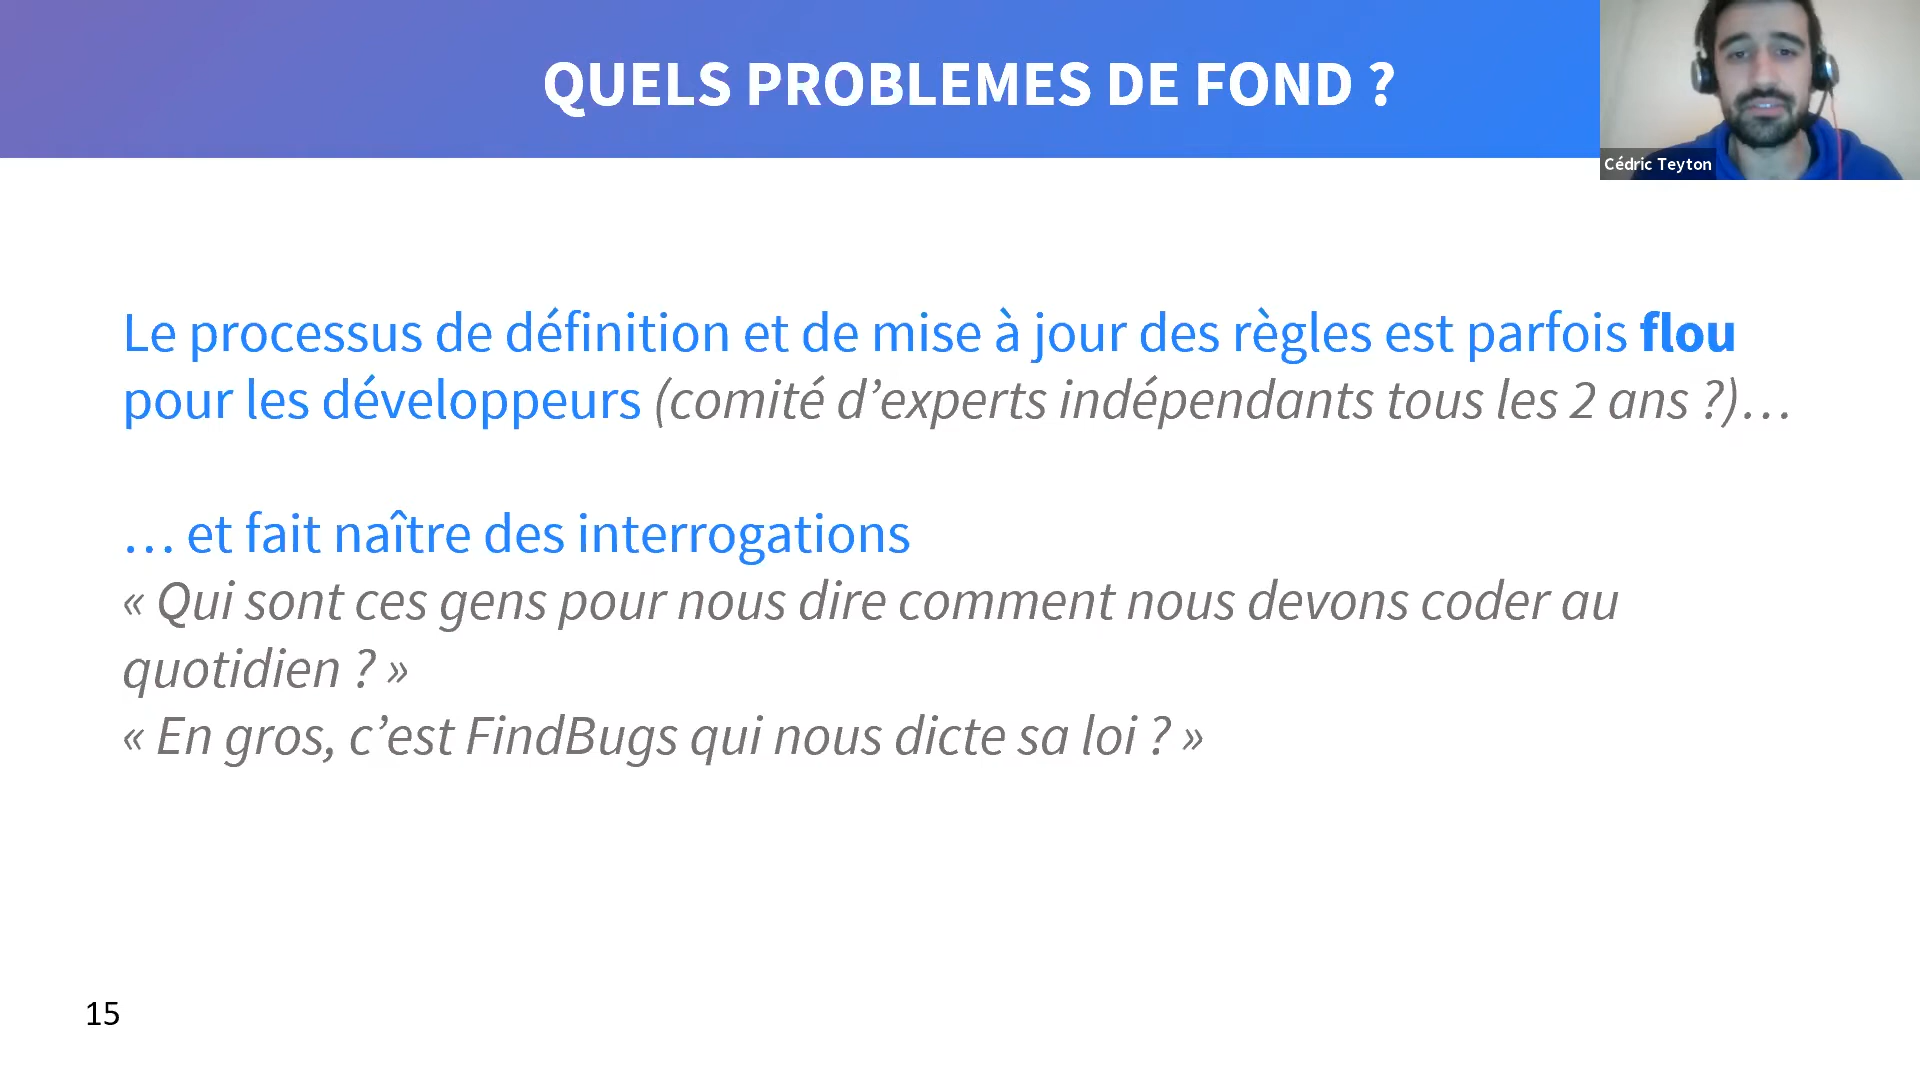 QUELS PROBLEMES DE FOND ?
Cédric Teyton
Le processus de définition et de mise à jour des règles est parfois flou
pour les développeurs (comité d’experts indépendants tous les 2 ans ?)…
… et fait naître des interrogations
« Qui sont ces gens pour nous dire comment nous devons coder au
quotidien ? »
« En gros, c’est FindBugs qui nous dicte sa loi ? »
15